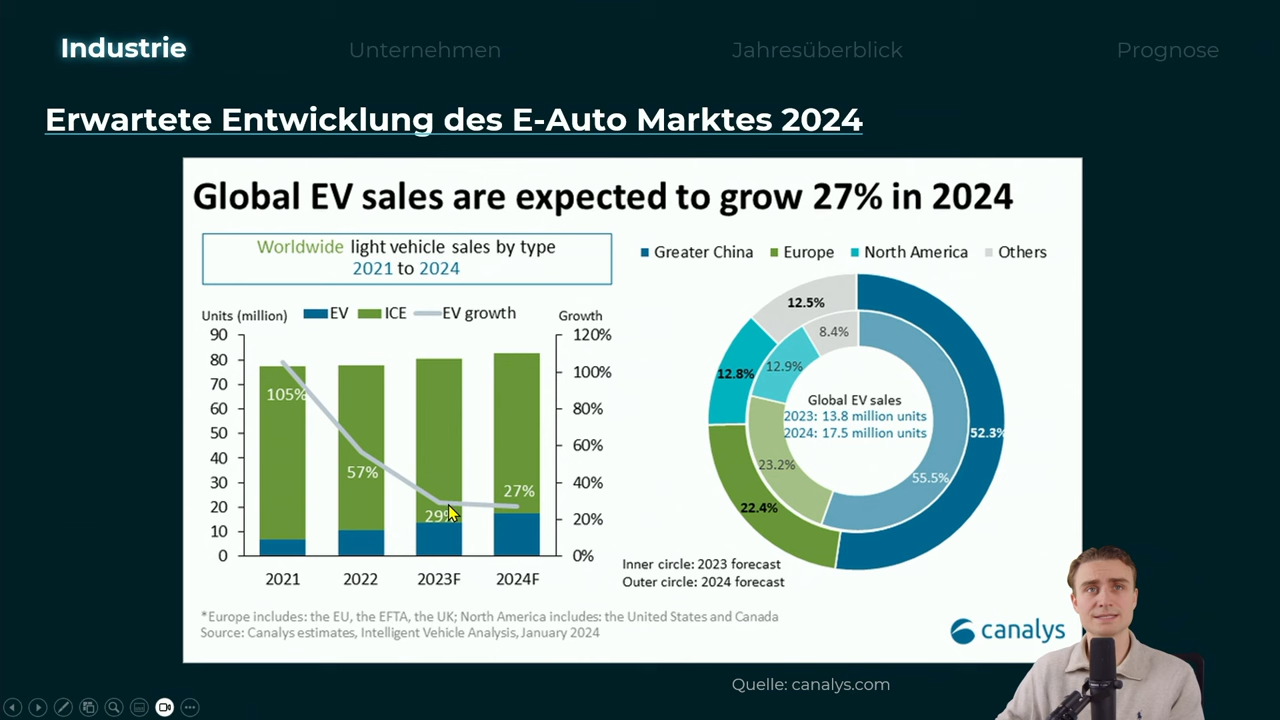 Industrie
Unternehmen
Jahresüberblick
Prognose
Erwartete Entwicklung des E-Auto Marktes 2024
Global EV sales are expected to grow 27% in 2024
Worldwide light vehicle sales by type
2021 to 2024
Units (million)
EV
ICE
EV growth
Growth
90
80
70
60
50
40
30
20
10
0
120%
100%
80%
60%
40%
20%
0%
105%
57%
29%
27%
2021
2022
2023F
2024F
Greater China
Europe
North America
Others
12.5%
8.4%
12.8%
12.9%
Global EV sales
2023: 13.8 million units
2024: 17.5 million units
52.3%
23.2%
55.5%
22.4%
Inner circle: 2023 forecast
Outer circle: 2024 forecast
*Europe includes: the EU, the EFTA, the UK; North America includes: the United States and Canada
Source: Canalys estimates, Intelligent Vehicle Analysis, January 2024
canalys
Quelle: canalys.com